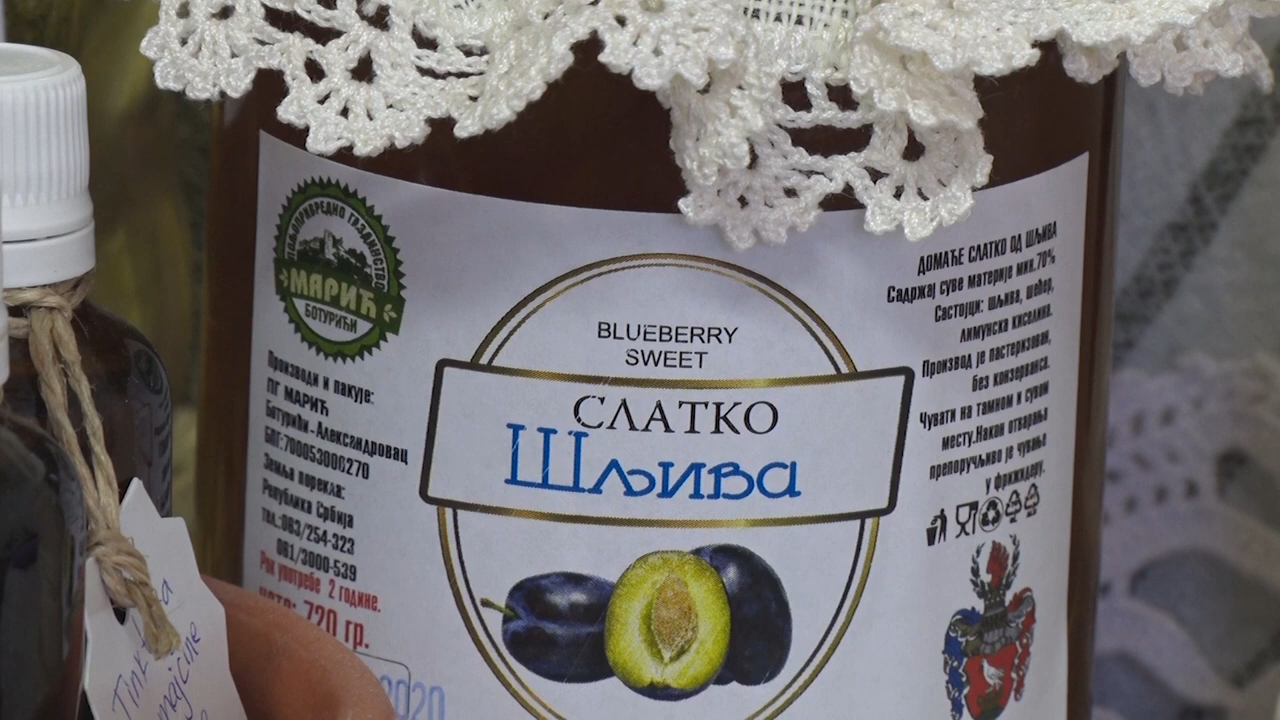 ПОЉОПРИВРЕДНО ГАЗДИНСТВО
МАРИЋ
БОТУРИЋИ
Производи и пакује:
ПГ МАРИЋ
Ботурићи-Александровац
БПГ:700053006270
Земља порекла:
Република Србија
тел.:063/254-323
061/3000-539
Рок употребе 2 године.
нето: 720 гр.
2020
BLUEBERRY
SWEET
СЛАТКО
Шљива
ДОМАЋЕ СЛАТКО ОД ШЉИВА
Садржај суве материје мин.70%
Састојци: шљива, шећер,
лимунска киселина.
Производ је пастеризован,
без конзерванса.
Чувати на тамном и сувом
месту.Након отварања
препоручљиво је чување
у фрижидеру.